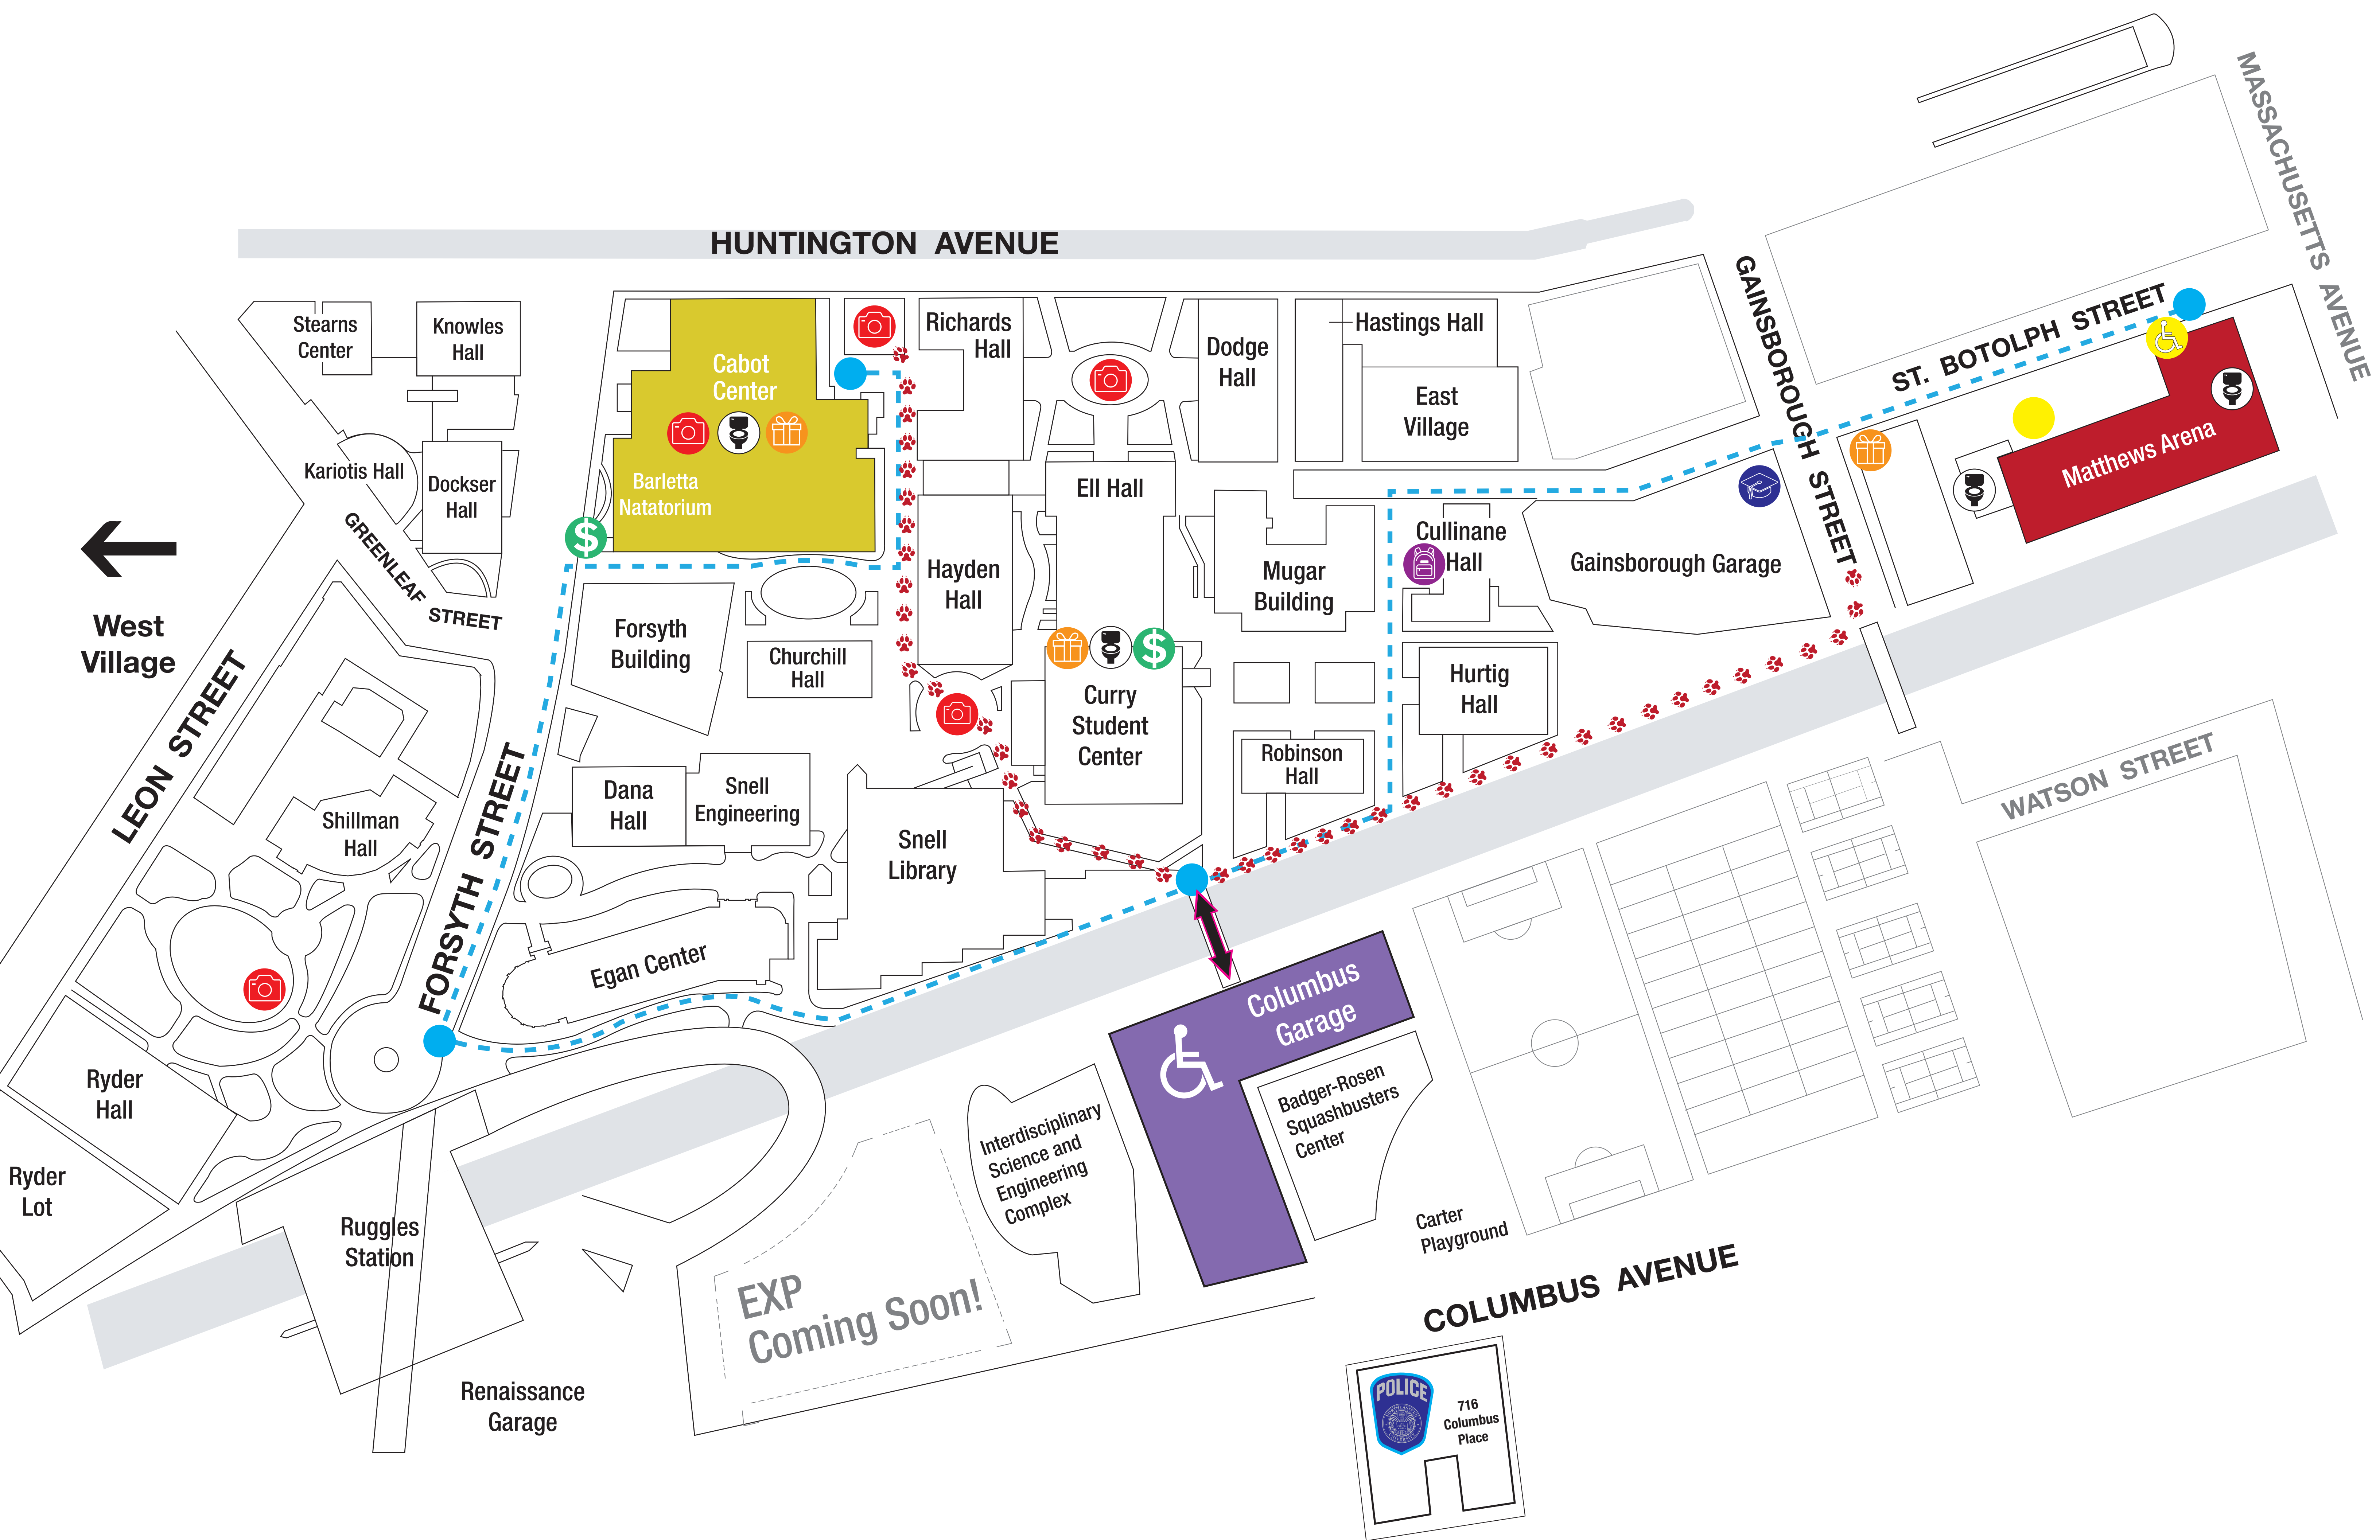 MASSACHUSETTS AVENUE
HUNTINGTON AVENUE
GAINSBOROUGH STREET
ST. BOTOLPH STREET
Stearns
Center
Knowles
Hall
Cabot
Center
Richards
Hall
Dodge
Hall
Hastings Hall
East
Village
Matthews Arena
Kariotis Hall
Dockser
Hall
Barletta
Natatorium
Ell Hall
GREENLEAF STREET
$
Hayden
Hall
Mugar
Building
Cullinane
Hall
Gainsborough Garage
West
Village
Forsyth
Building
Churchill
Hall
$
Curry
Student
Center
Hurtig
Hall
LEON STREET
FORSYTH STREET
Shillman
Hall
Dana
Hall
Snell
Engineering
Snell
Library
Robinson
Hall
WATSON STREET
Egan Center
Columbus
Garage
Ryder
Hall
Ryder
Lot
Ruggles
Station
Interdisciplinary
Science and
Engineering
Complex
Badger-Rosen
Squashbusters
Center
Carter
Playground
EXP
Coming Soon!
COLUMBUS AVENUE
Renaissance
Garage
POLICE
716
Columbus
Place